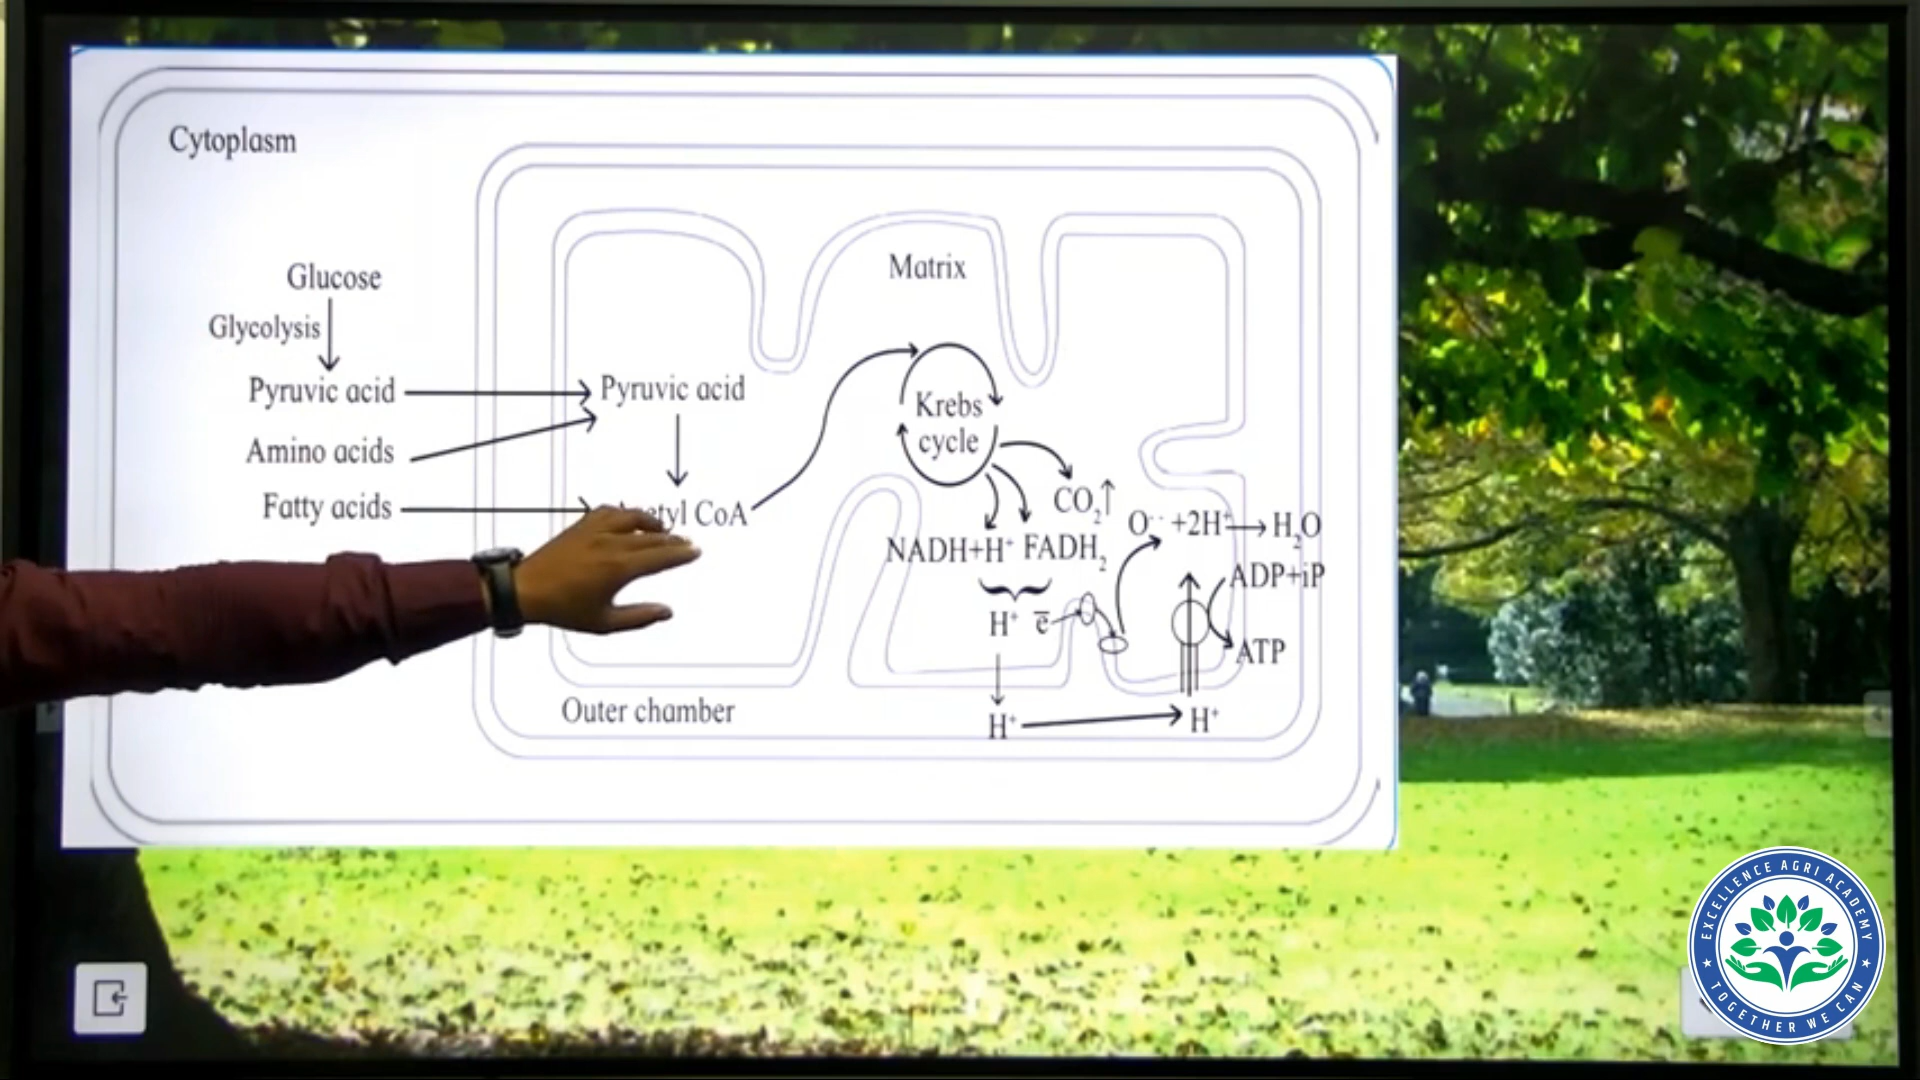 Cytoplasm
Matrix
Glucose
Glycolysis
Pyruvic acid
Pyruvic acid
Amino acids
Krebs
cycle
Fatty acids
CoA
CO₂↑
O⁻⁻ +2H⁺→H₂O
NADH+H⁺ FADH₂
ADP+iP
H⁺ e̅
ATP
Outer chamber
H⁺
H⁺
EXCELLENCE AGRI ACADEMY
TOGETHER WE CAN